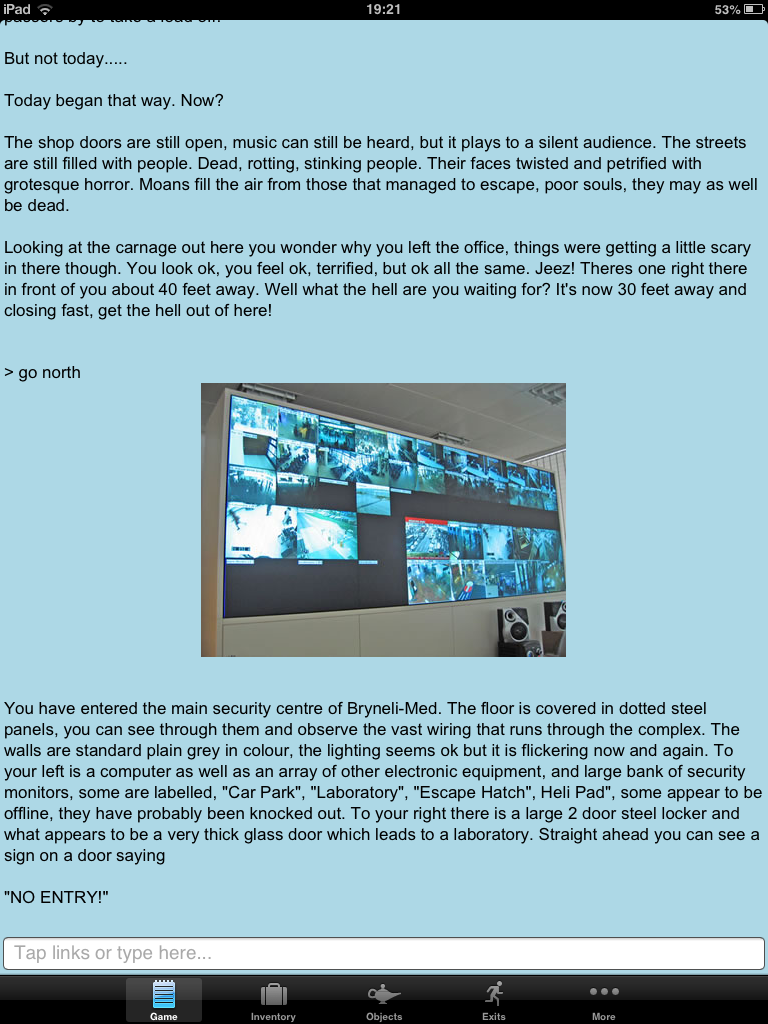 iPad 19:21 53%
But not today.....
Today began that way. Now?
The shop doors are still open, music can still be heard, but it plays to a silent audience. The streets
are still filled with people. Dead, rotting, stinking people. Their faces twisted and petrified with
grotesque horror. Moans fill the air from those that managed to escape, poor souls, they may as well
be dead.
Looking at the carnage out here you wonder why you left the office, things were getting a little scary
in there though. You look ok, you feel ok, terrified, but ok all the same. Jeez! Theres one right there
in front of you about 40 feet away. Well what the hell are you waiting for? It's now 30 feet away and
closing fast, get the hell out of here!
> go north
You have entered the main security centre of Bryneli-Med. The floor is covered in dotted steel
panels, you can see through them and observe the vast wiring that runs through the complex. The
walls are standard plain grey in colour, the lighting seems ok but it is flickering now and again. To
your left is a computer as well as an array of other electronic equipment, and large bank of security
monitors, some are labelled, "Car Park", "Laboratory", "Escape Hatch", Heli Pad", some appear to be
offline, they have probably been knocked out. To your right there is a large 2 door steel locker and
what appears to be a very thick glass door which leads to a laboratory. Straight ahead you can see a
sign on a door saying
"NO ENTRY!"
Tap links or type here...
Game Inventory Objects Exits More